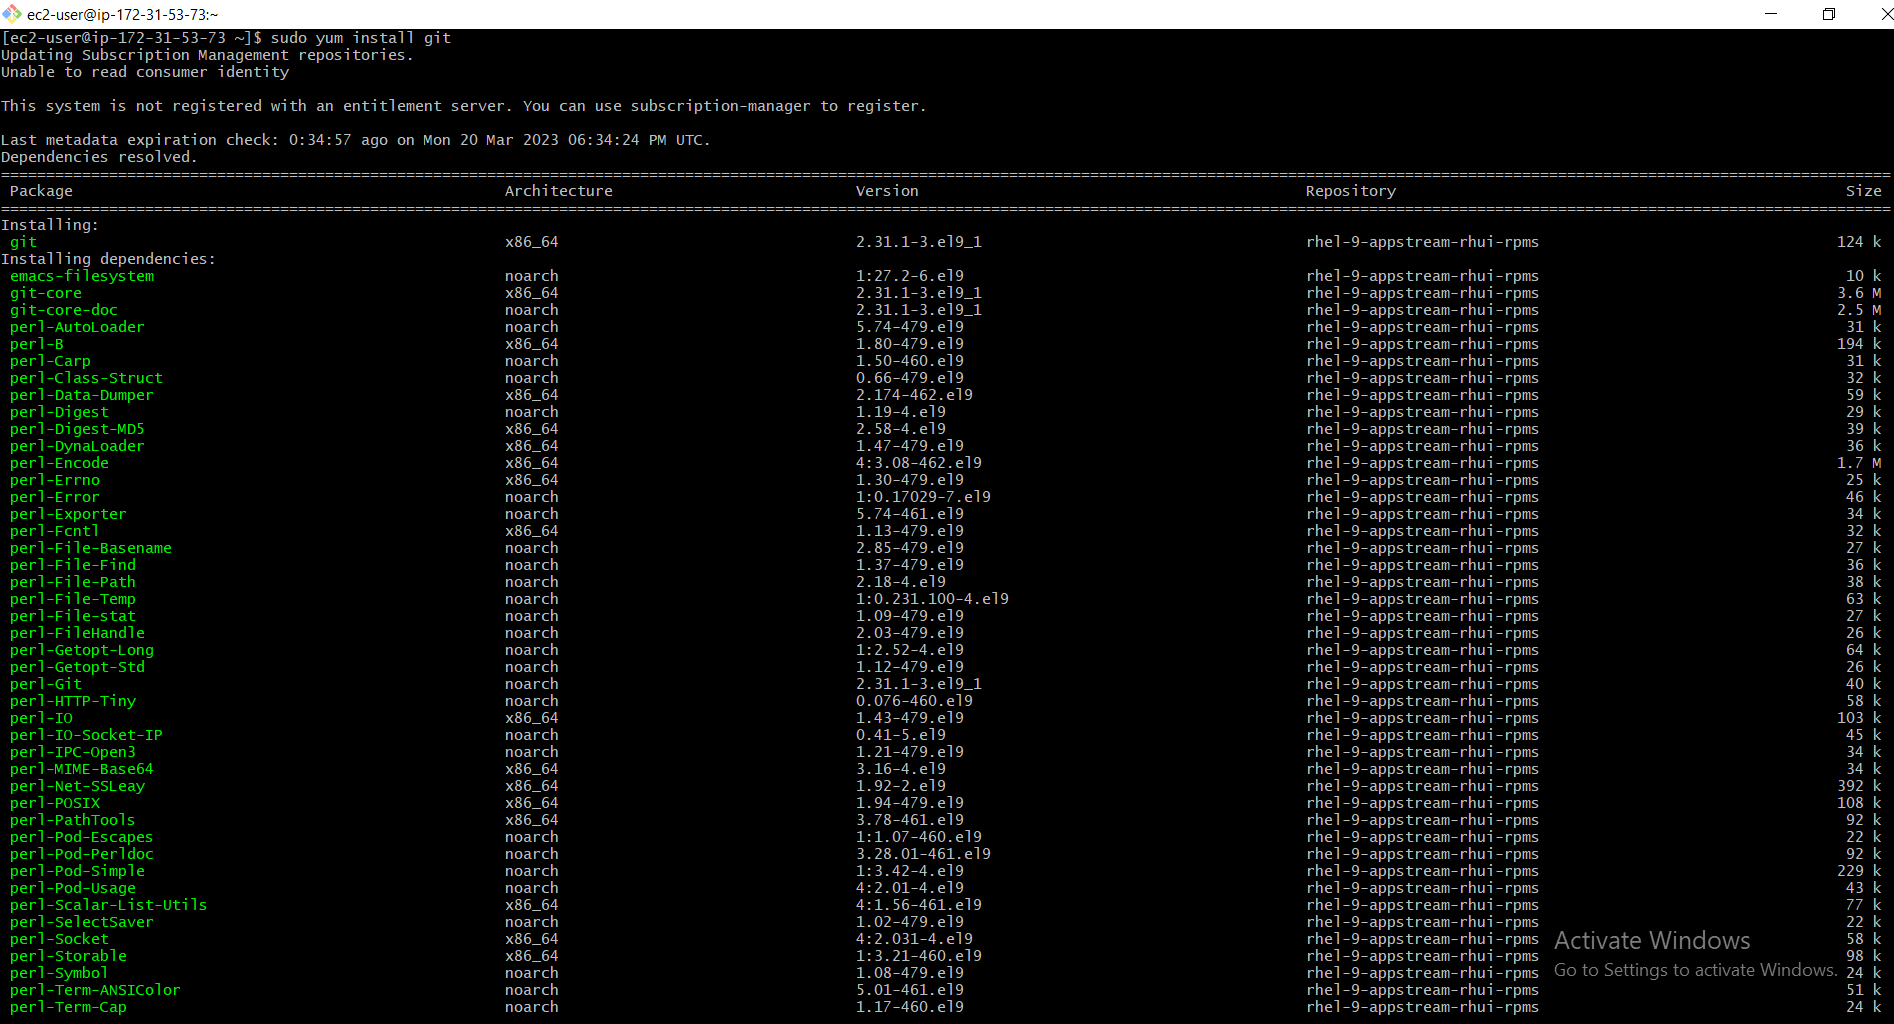 ec2-user@ip-172-31-53-73:~
[ec2-user@ip-172-31-53-73 ~]$ sudo yum install git
Updating Subscription Management repositories.
Unable to read consumer identity
This system is not registered with an entitlement server. You can use subscription-manager to register.
Last metadata expiration check: 0:34:57 ago on Mon 20 Mar 2023 06:34:24 PM UTC.
Dependencies resolved.
Package Architecture Version Repository Size
Installing:
git x86_64 2.31.1-3.el9_1 rhel-9-appstream-rhui-rpms 124 k
Installing dependencies:
emacs-filesystem noarch 1:27.2-6.el9 rhel-9-appstream-rhui-rpms 10 k
git-core x86_64 2.31.1-3.el9_1 rhel-9-appstream-rhui-rpms 3.6 M
git-core-doc noarch 2.31.1-3.el9_1 rhel-9-appstream-rhui-rpms 2.5 M
perl-AutoLoader noarch 5.74-479.el9 rhel-9-appstream-rhui-rpms 31 k
perl-B x86_64 1.80-479.el9 rhel-9-appstream-rhui-rpms 194 k
perl-Carp noarch 1.50-460.el9 rhel-9-appstream-rhui-rpms 31 k
perl-Class-Struct noarch 0.66-479.el9 rhel-9-appstream-rhui-rpms 32 k
perl-Data-Dumper x86_64 2.174-462.el9 rhel-9-appstream-rhui-rpms 59 k
perl-Digest noarch 1.19-4.el9 rhel-9-appstream-rhui-rpms 29 k
perl-Digest-MD5 x86_64 2.58-4.el9 rhel-9-appstream-rhui-rpms 39 k
perl-DynaLoader x86_64 1.47-479.el9 rhel-9-appstream-rhui-rpms 36 k
perl-Encode x86_64 4:3.08-462.el9 rhel-9-appstream-rhui-rpms 1.7 M
perl-Errno x86_64 1.30-479.el9 rhel-9-appstream-rhui-rpms 25 k
perl-Error noarch 1:0.17029-7.el9 rhel-9-appstream-rhui-rpms 46 k
perl-Exporter noarch 5.74-461.el9 rhel-9-appstream-rhui-rpms 34 k
perl-Fcntl x86_64 1.13-479.el9 rhel-9-appstream-rhui-rpms 32 k
perl-File-Basename noarch 2.85-479.el9 rhel-9-appstream-rhui-rpms 27 k
perl-File-Find noarch 1.37-479.el9 rhel-9-appstream-rhui-rpms 36 k
perl-File-Path noarch 2.18-4.el9 rhel-9-appstream-rhui-rpms 38 k
perl-File-Temp noarch 1:0.231.100-4.el9 rhel-9-appstream-rhui-rpms 63 k
perl-File-stat noarch 1.09-479.el9 rhel-9-appstream-rhui-rpms 27 k
perl-FileHandle noarch 2.03-479.el9 rhel-9-appstream-rhui-rpms 26 k
perl-Getopt-Long noarch 1:2.52-4.el9 rhel-9-appstream-rhui-rpms 64 k
perl-Getopt-Std noarch 1.12-479.el9 rhel-9-appstream-rhui-rpms 26 k
perl-Git noarch 2.31.1-3.el9_1 rhel-9-appstream-rhui-rpms 40 k
perl-HTTP-Tiny noarch 0.076-460.el9 rhel-9-appstream-rhui-rpms 58 k
perl-IO x86_64 1.43-479.el9 rhel-9-appstream-rhui-rpms 103 k
perl-IO-Socket-IP noarch 0.41-5.el9 rhel-9-appstream-rhui-rpms 45 k
perl-IPC-Open3 noarch 1.21-479.el9 rhel-9-appstream-rhui-rpms 34 k
perl-MIME-Base64 x86_64 3.16-4.el9 rhel-9-appstream-rhui-rpms 34 k
perl-Net-SSLeay x86_64 1.92-2.el9 rhel-9-appstream-rhui-rpms 392 k
perl-POSIX x86_64 1.94-479.el9 rhel-9-appstream-rhui-rpms 108 k
perl-PathTools x86_64 3.78-461.el9 rhel-9-appstream-rhui-rpms 92 k
perl-Pod-Escapes noarch 1:1.07-460.el9 rhel-9-appstream-rhui-rpms 22 k
perl-Pod-Perldoc noarch 3.28.01-461.el9 rhel-9-appstream-rhui-rpms 92 k
perl-Pod-Simple noarch 1:3.42-4.el9 rhel-9-appstream-rhui-rpms 229 k
perl-Pod-Usage noarch 4:2.01-4.el9 rhel-9-appstream-rhui-rpms 43 k
perl-Scalar-List-Utils x86_64 4:1.56-461.el9 rhel-9-appstream-rhui-rpms 77 k
perl-SelectSaver noarch 1.02-479.el9 rhel-9-appstream-rhui-rpms 22 k
perl-Socket x86_64 4:2.031-4.el9 rhel-9-appstream-rhui-rpms 58 k
perl-Storable x86_64 1:3.21-460.el9 rhel-9-appstream-rhui-rpms 98 k
perl-Symbol noarch 1.08-479.el9 rhel-9-appstream-rhui-rpms 24 k
perl-Term-ANSIColor noarch 5.01-461.el9 rhel-9-appstream-rhui-rpms 51 k
perl-Term-Cap noarch 1.17-460.el9 rhel-9-appstream-rhui-rpms 24 k
Activate Windows
Go to Settings to activate Windows.